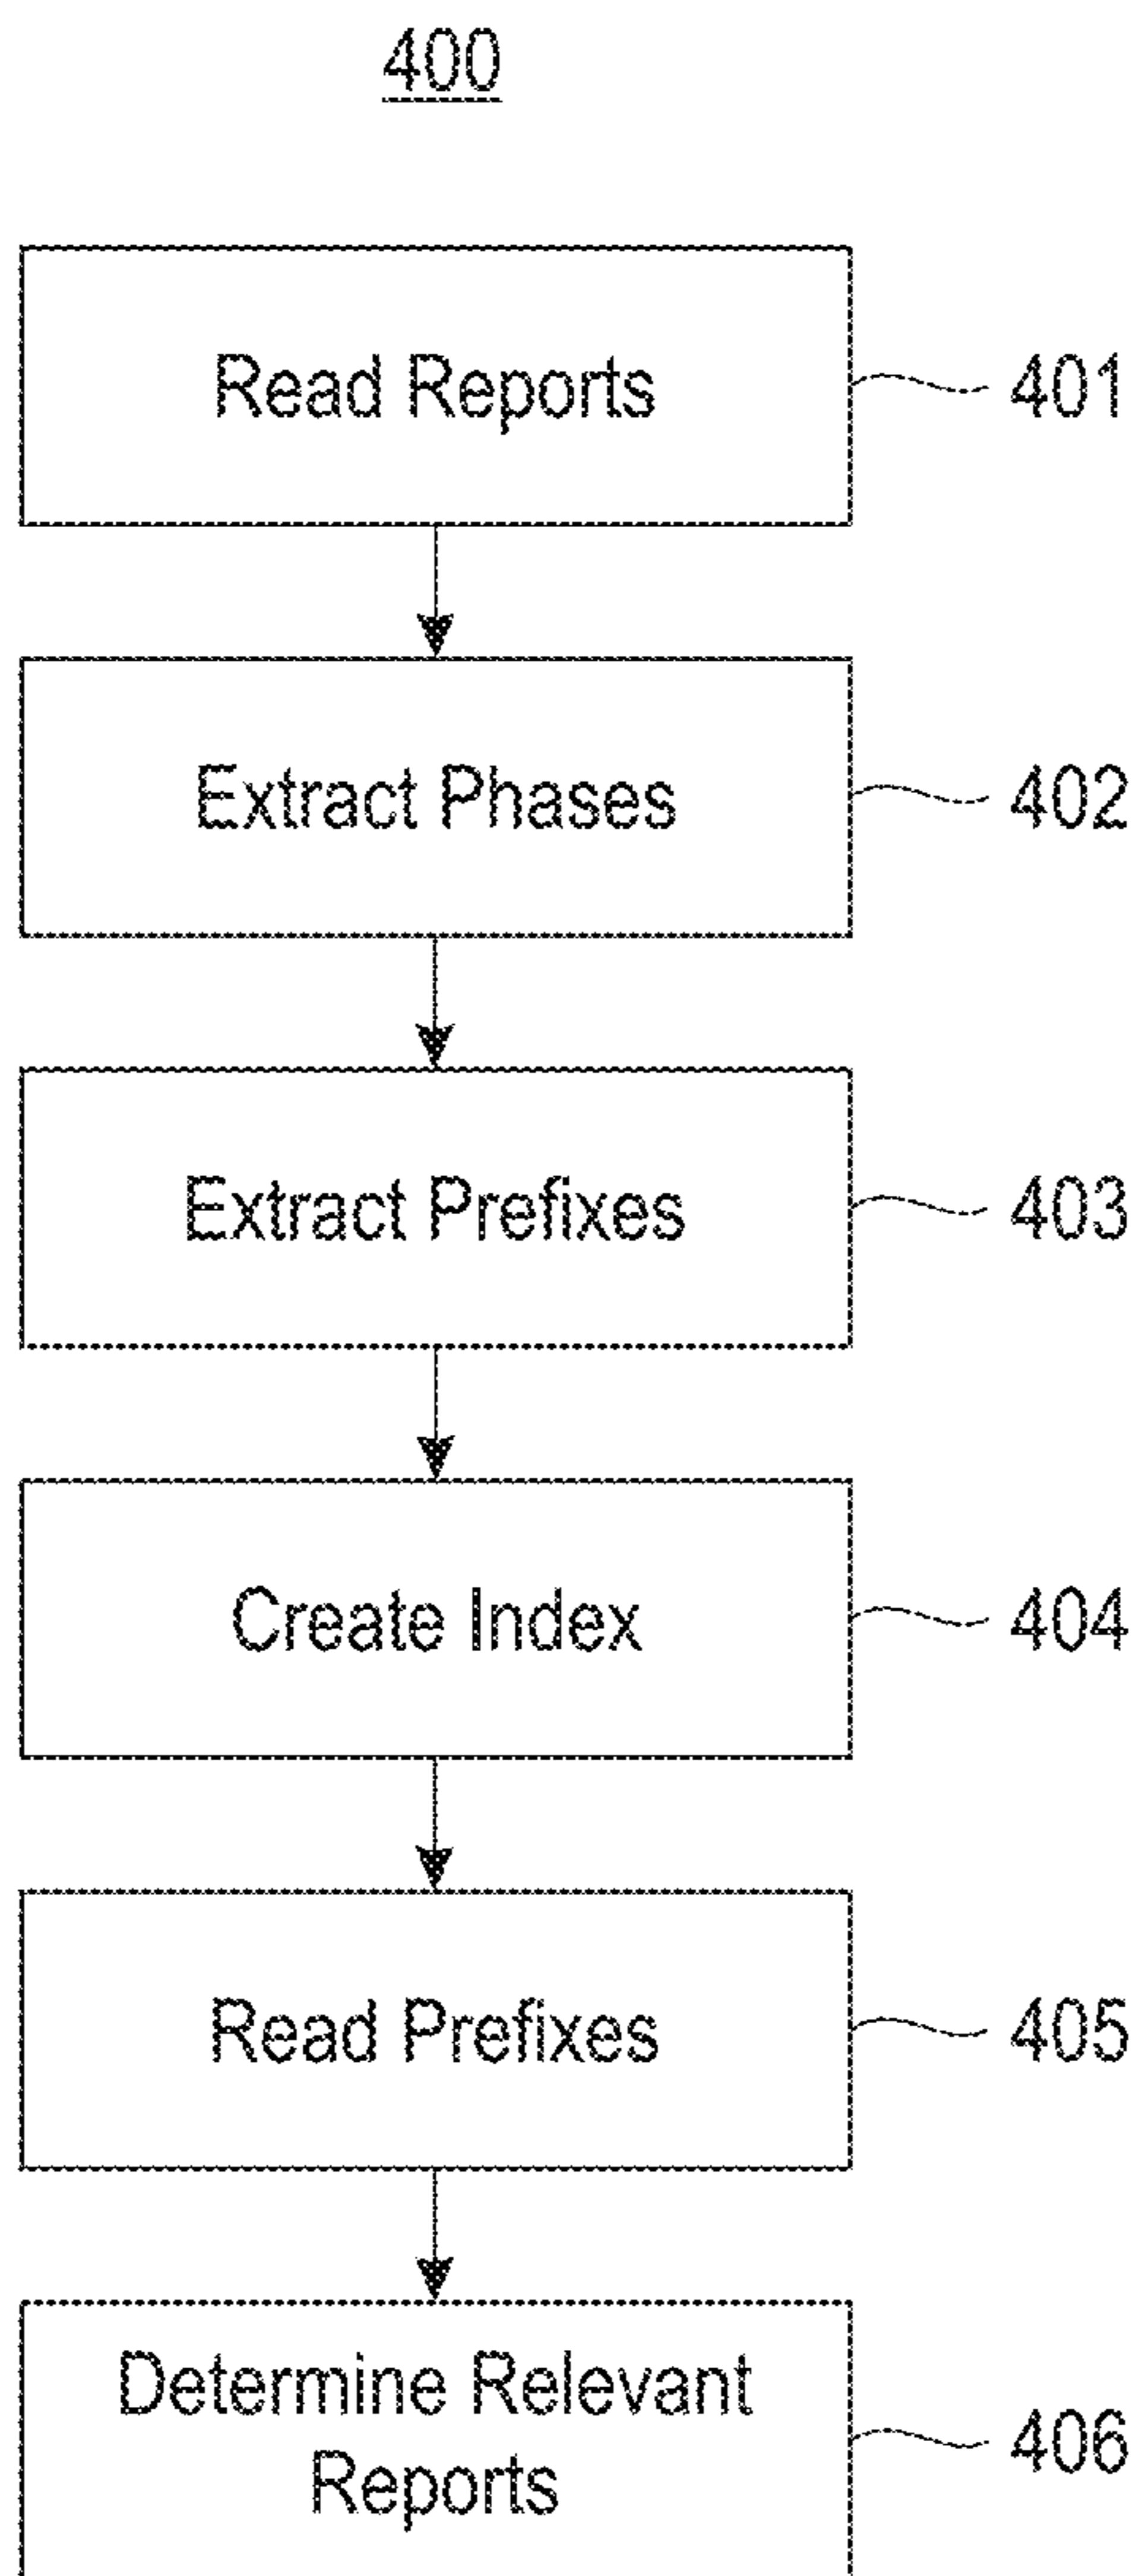 400
Read Reports
401
Extract Phases
402
Extract Prefixes
403
Create Index
404
Read Prefixes
405
Determine Relevant
Reports
406